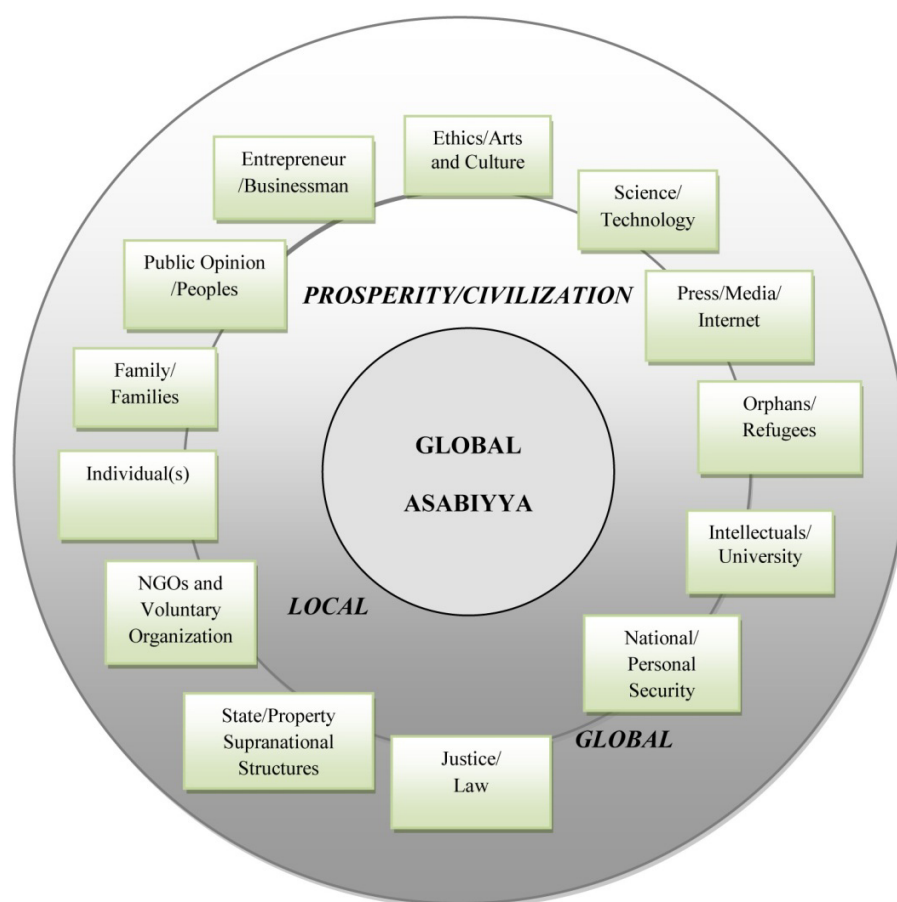 Ethics/Arts
and Culture
Entrepreneur
/Businessman
Science/
Technology
Public Opinion
/Peoples
PROSPERITY/CIVILIZATION
Press/Media/
Internet
Family/
Families
Orphans/
Refugees
GLOBAL
ASABIYYA
Individual(s)
Intellectuals/
University
NGOs and
Voluntary
Organization
LOCAL
National/
Personal
Security
State/Property
Supranational
Structures
GLOBAL
Justice/
Law